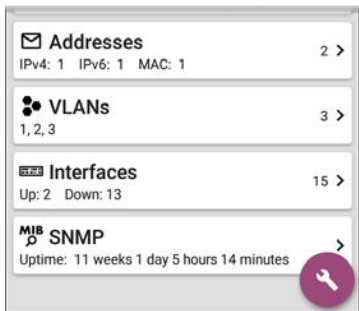 Addresses
2
IPv4: 1 IPv6: 1 MAC: 1
VLANs
3
1, 2, 3
Interfaces
15
Up: 2 Down: 13
MIB SNMP
Uptime: 11 weeks 1 day 5 hours 14 minutes